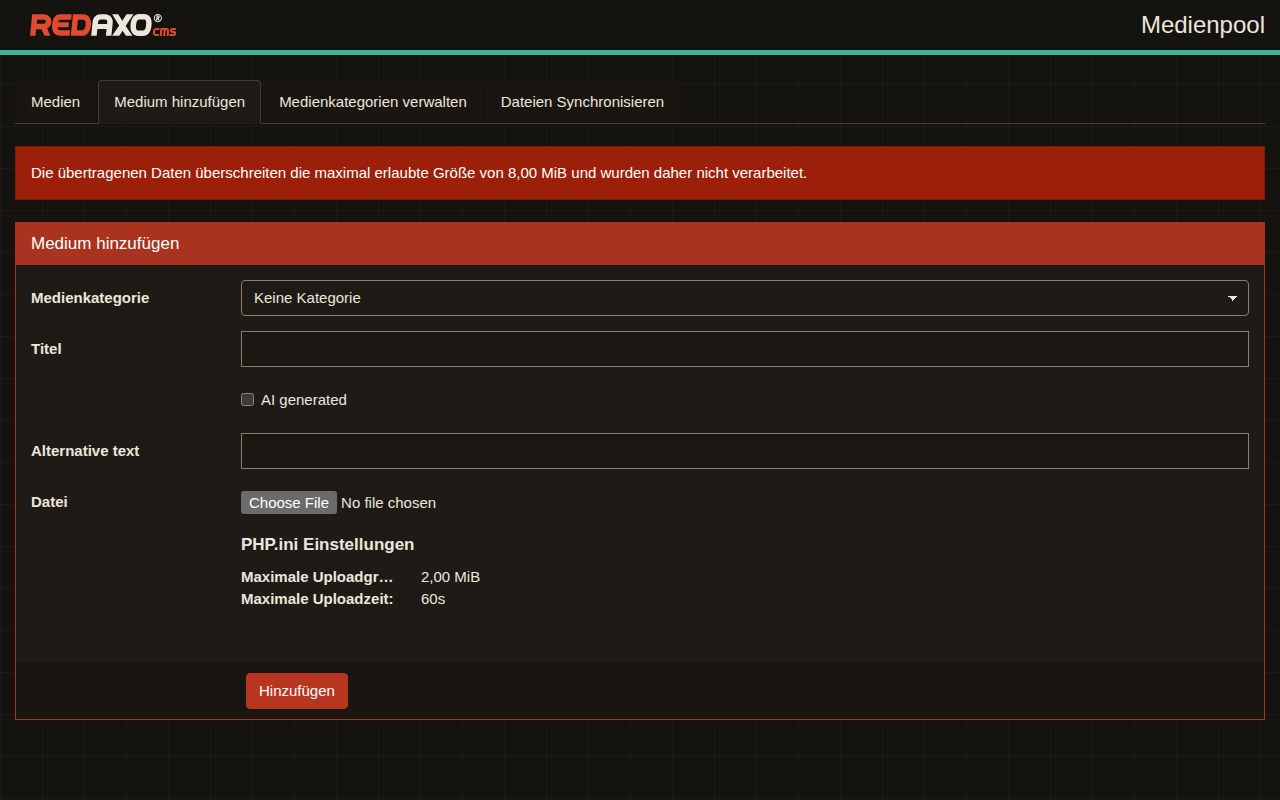 REDAXO® cms
Medienpool
Medien
Medium hinzufügen
Medienkategorien verwalten
Dateien Synchronisieren
Die übertragenen Daten überschreiten die maximal erlaubte Größe von 8,00 MiB und wurden daher nicht verarbeitet.
Medium hinzufügen
Medienkategorie
Keine Kategorie
Titel
AI generated
Alternative text
Datei
Choose File No file chosen
PHP.ini Einstellungen
Maximale Uploadgr… 2,00 MiB
Maximale Uploadzeit: 60s
Hinzufügen